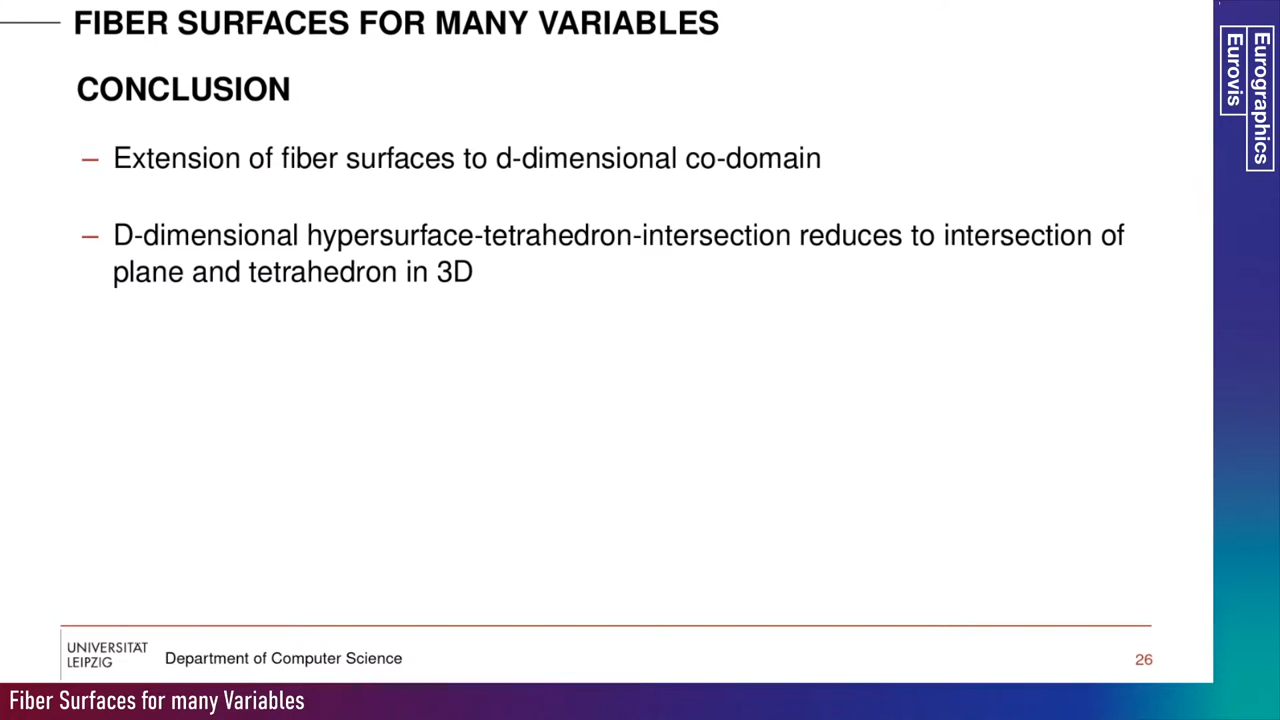 FIBER SURFACES FOR MANY VARIABLES
CONCLUSION
– Extension of fiber surfaces to d-dimensional co-domain
– D-dimensional hypersurface-tetrahedron-intersection reduces to intersection of
plane and tetrahedron in 3D
UNIVERSITÄT
LEIPZIG
Department of Computer Science
26
Fiber Surfaces for many Variables
Eurographics
Eurovis